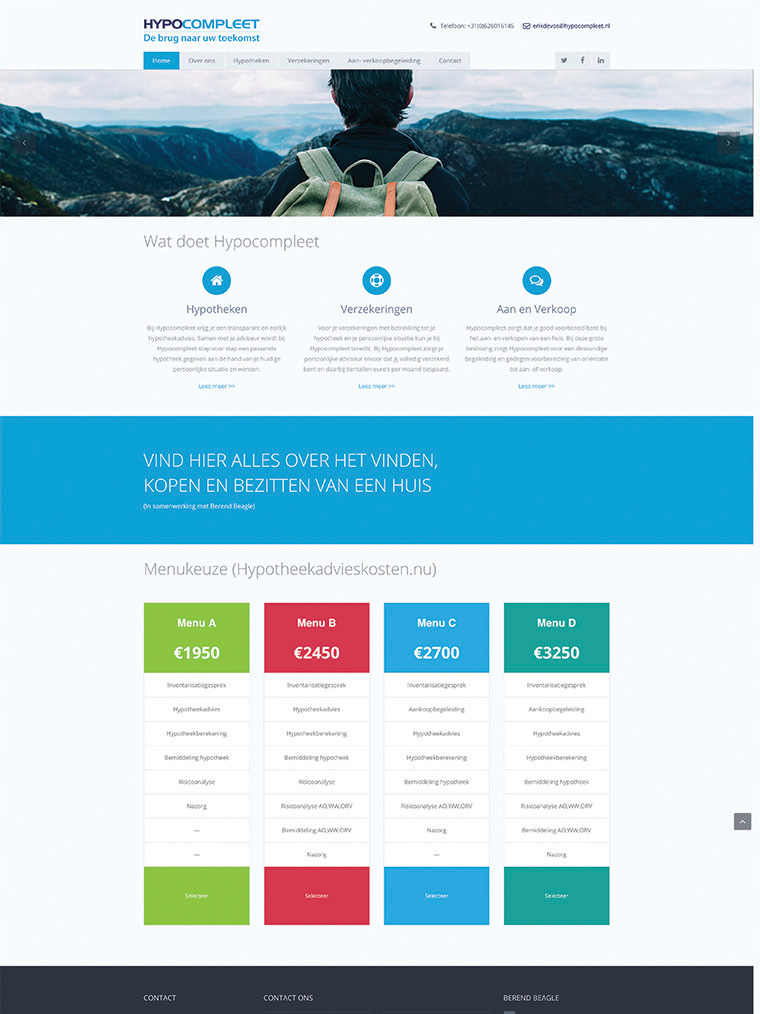 HYPOCOMPLEET
De brug naar uw toekomst
Telefoon: +31(0)626016145 erikdevos@hypocompleet.nl
Home Over ons Hypotheken Verzekeringen Aan- verkoopbegeleiding Contact
Wat doet Hypocompleet
Hypotheken
Bij Hypocompleet krijg je een transparant en eerlijk
hypotheekadvies. Samen met je adviseur wordt bij
Hypocompleet stap voor stap een passende
hypotheek gegeven aan de hand van je huidige
persoonlijke situatie en wensen.
Lees meer >>
Verzekeringen
Voor je verzekeringen met betrekking tot je
hypotheek en je persoonlijke situatie kun je bij
Hypocompleet terecht. Bij Hypocompleet zorgt je
persoonlijke adviseur ervoor dat jij volledig verzekerd
bent en daarbij tientallen euro's per maand bespaard.
Lees meer >>
Aan en Verkoop
Hypocompleet zorgt dat je goed voorbereid bent bij
het aan- en verkopen van een huis. Bij deze grote
beslissing zorgt Hypocompleet voor een deskundige
begeleiding en gedegen voorbereiding van oriëntatie
tot aan- of verkoop.
Lees meer >>
VIND HIER ALLES OVER HET VINDEN,
KOPEN EN BEZITTEN VAN EEN HUIS
(In samenwerking met Berend Beagle)
Menukeuze (Hypotheekadvieskosten.nu)
Menu A
€1950
Inventarisatiegesprek
Hypotheekadvies
Hypotheekberekening
Bemiddeling hypotheek
Risicoanalyse
Nazorg
---
---
Selecteer
Menu B
€2450
Inventarisatiegesprek
Hypotheekadvies
Hypotheekberekening
Bemiddeling hypotheek
Risicoanalyse AO,WW,ORV
Bemiddeling AO,WW,ORV
Nazorg
Selecteer
Menu C
€2700
Inventarisatiegesprek
Aankoopbegeleiding
Hypotheekadvies
Hypotheekberekening
Bemiddeling hypotheek
Risicoanalyse AO,WW,ORV
Nazorg
---
Selecteer
Menu D
€3250
Inventarisatiegesprek
Aankoopbegeleiding
Hypotheekadvies
Hypotheekberekening
Bemiddeling hypotheek
Risicoanalyse AO,WW,ORV
Bemiddeling AO,WW,ORV
Nazorg
Selecteer
CONTACT CONTACT ONS BEREND BEAGLE